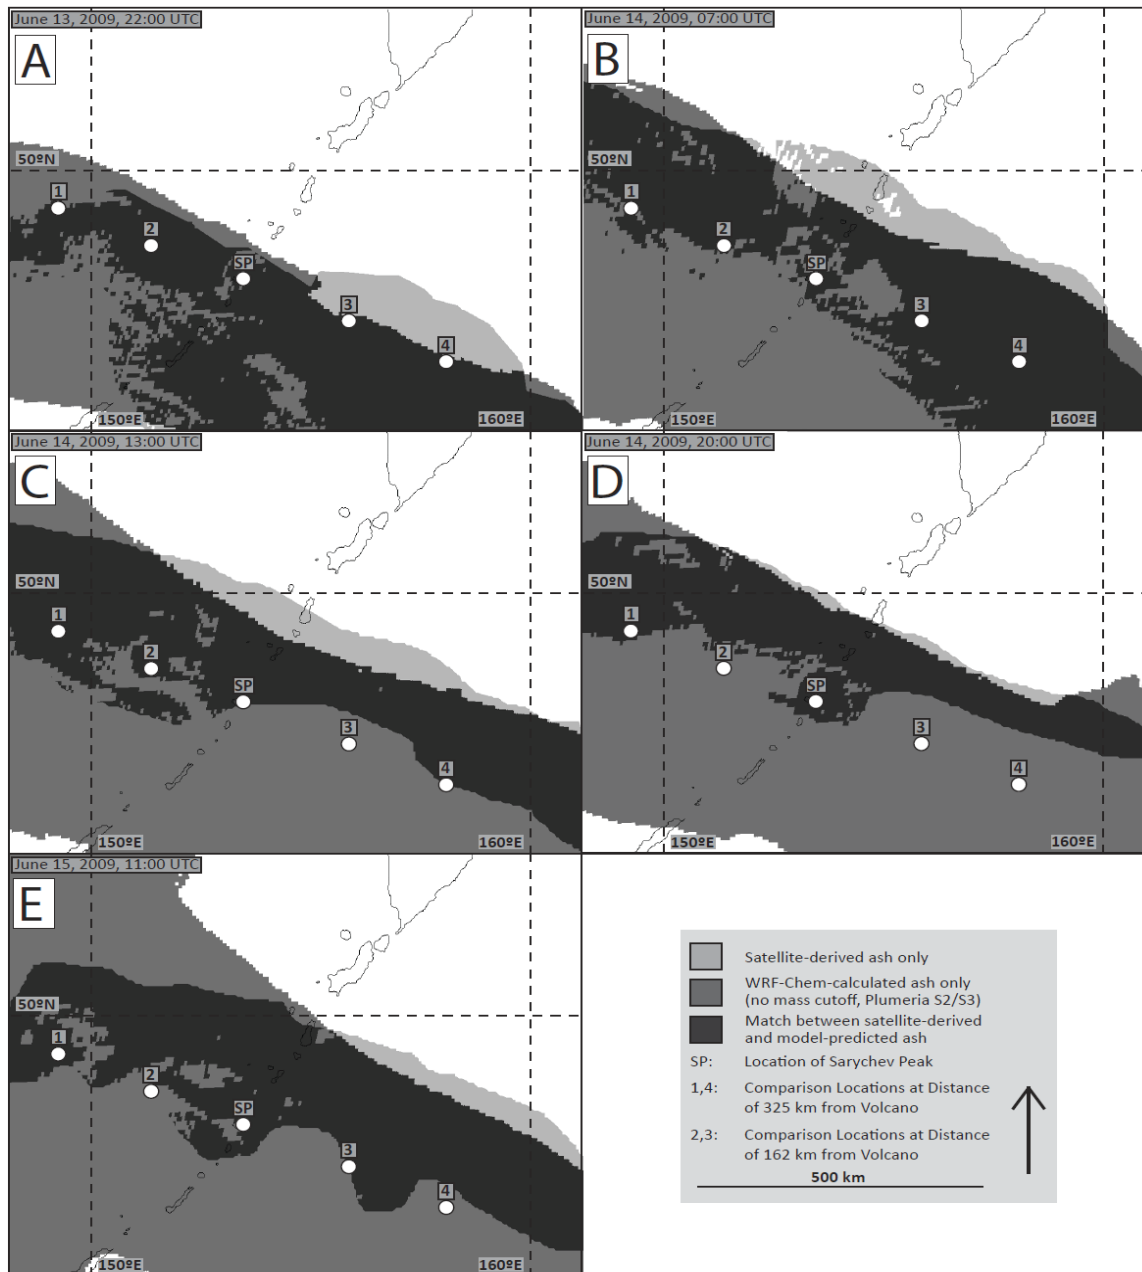 June 13, 2009, 22:00 UTC
A
50ºN
1
2
SP
3
4
150ºE
160ºE
June 14, 2009, 07:00 UTC
B
50ºN
1
2
SP
3
4
150ºE
160ºE
June 14, 2009, 13:00 UTC
C
50ºN
1
2
SP
3
4
150ºE
160ºE
June 14, 2009, 20:00 UTC
D
50ºN
1
2
SP
3
4
150ºE
160ºE
June 15, 2009, 11:00 UTC
E
50ºN
1
2
SP
3
4
150ºE
160ºE
Satellite-derived ash only
WRF-Chem-calculated ash only
(no mass cutoff, Plumeria S2/S3)
Match between satellite-derived
and model-predicted ash
SP: Location of Sarychev Peak
1,4: Comparison Locations at Distance
of 325 km from Volcano
2,3: Comparison Locations at Distance
of 162 km from Volcano
500 km